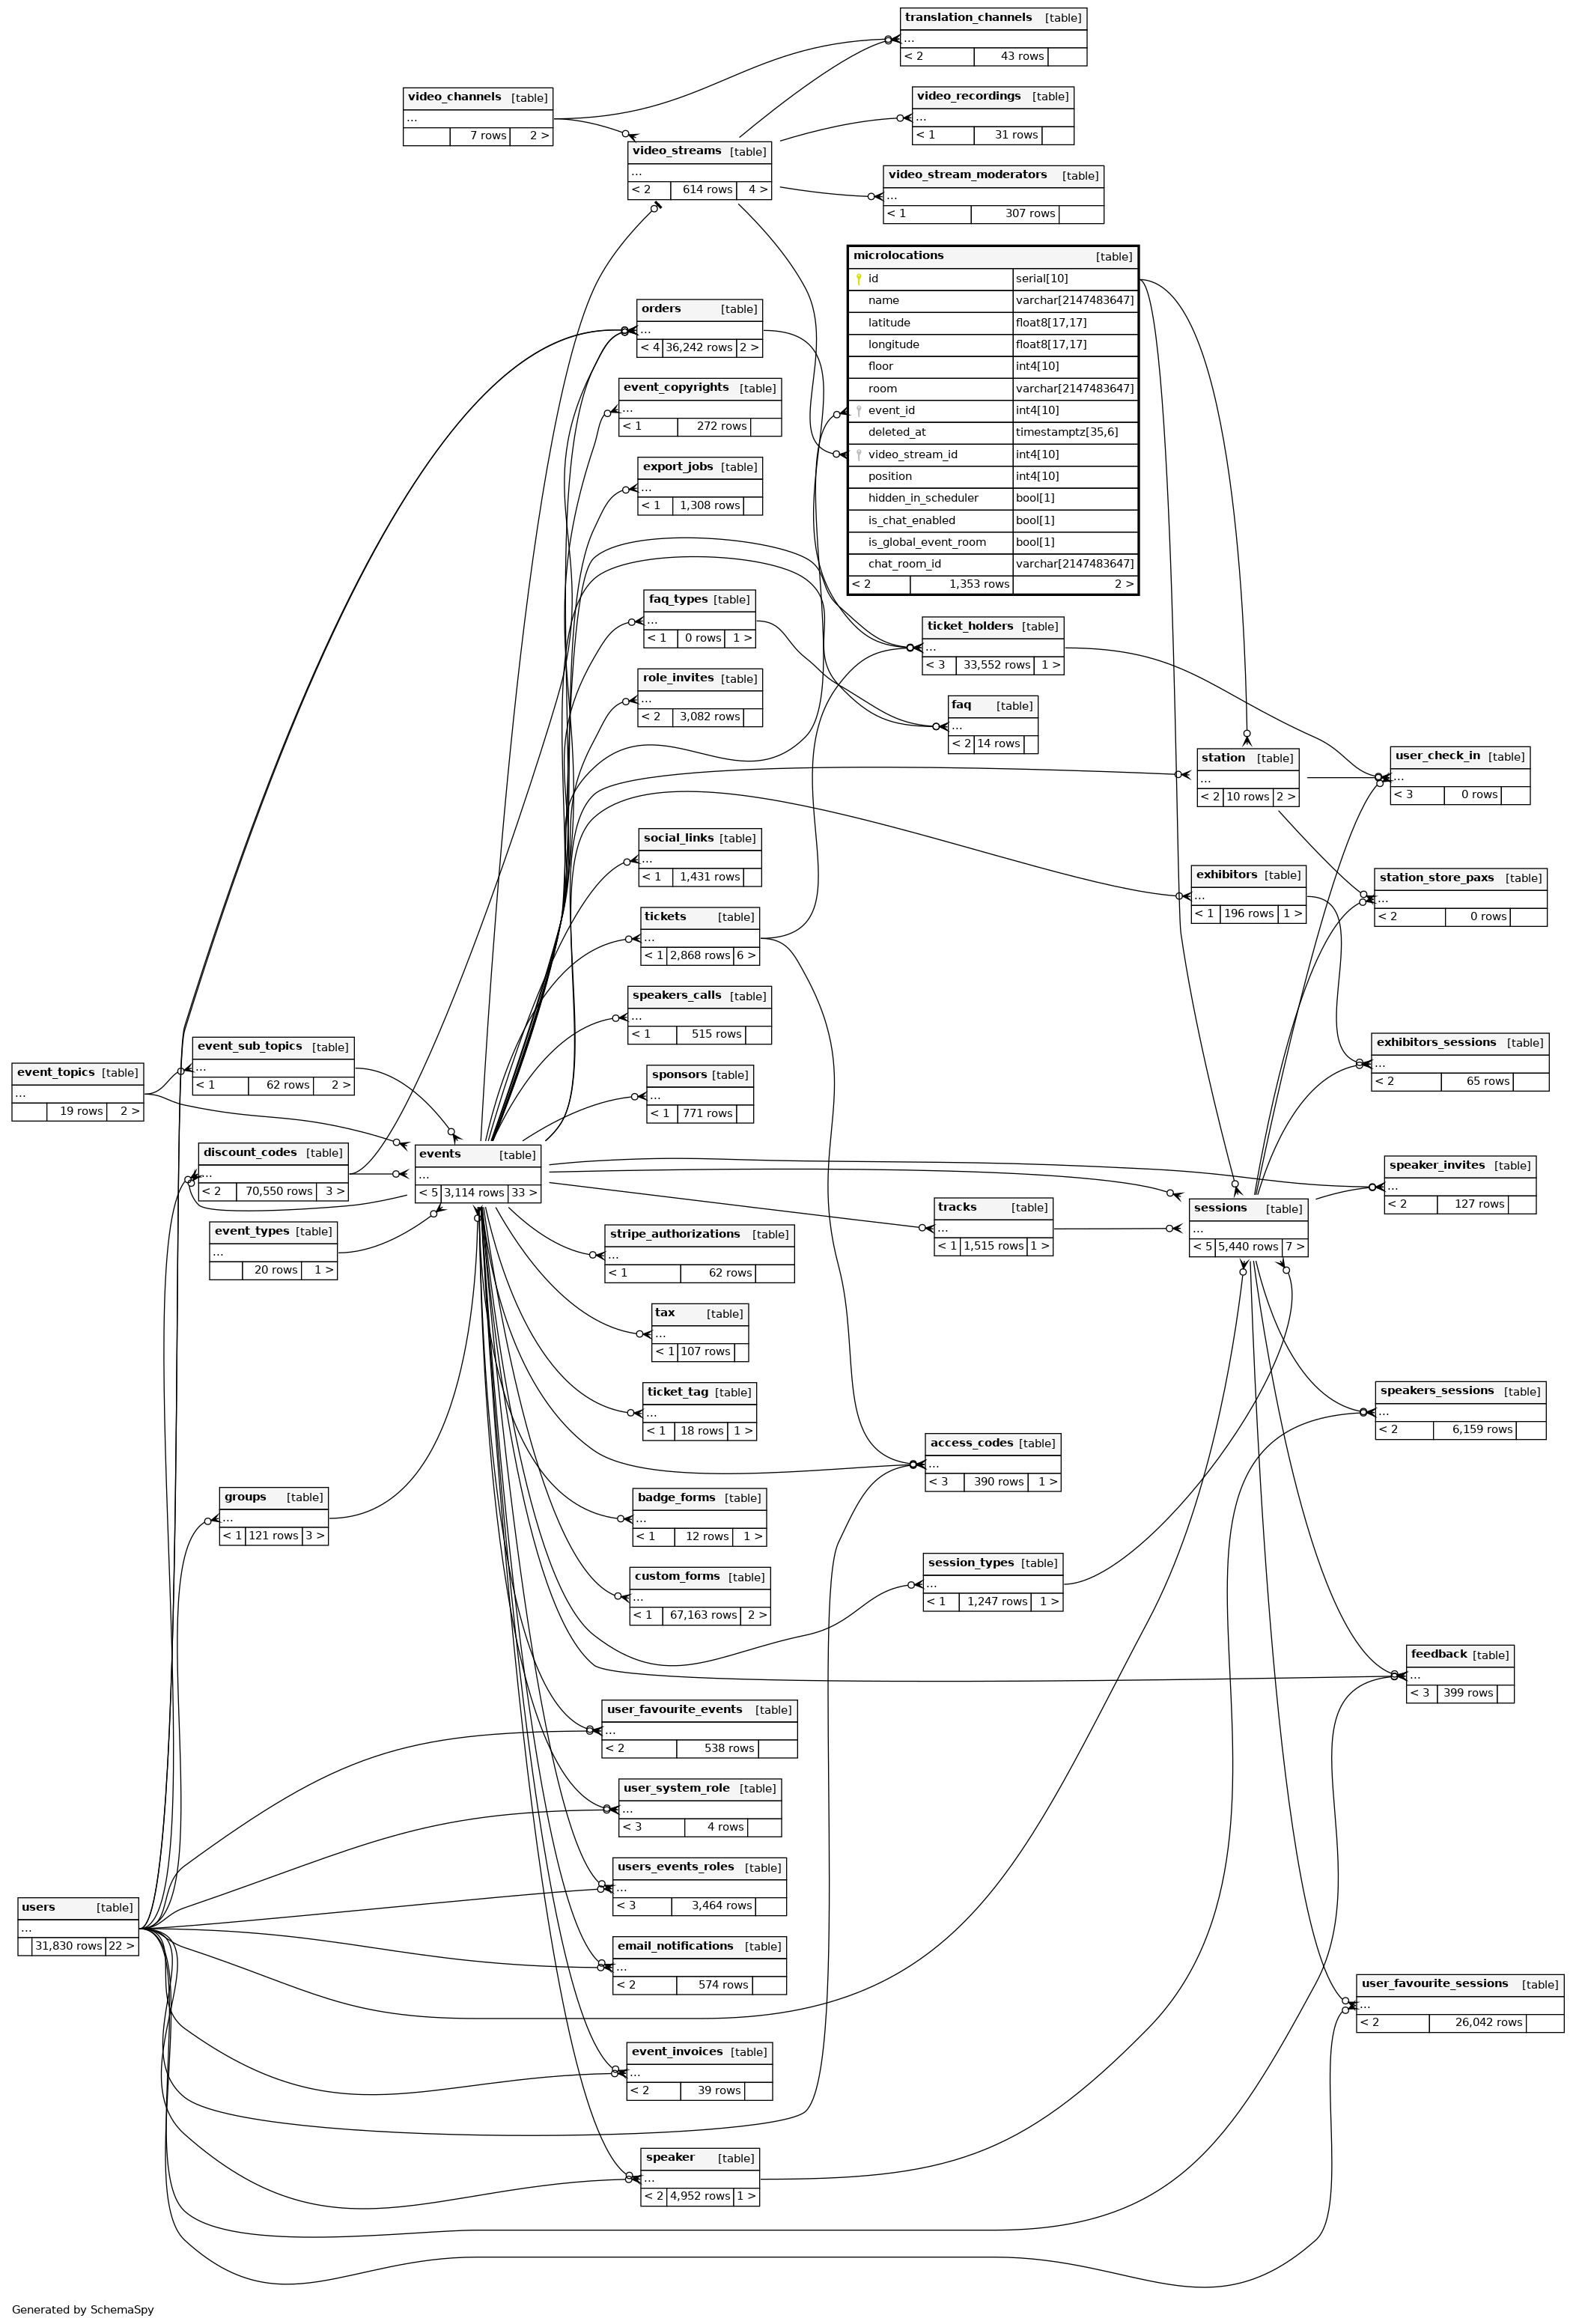 translation_channels [table]
...
< 2 43 rows
video_channels [table]
...
7 rows 2 >
video_recordings [table]
...
< 1 31 rows
video_streams [table]
...
< 2 614 rows 4 >
video_stream_moderators [table]
...
< 1 307 rows
microlocations [table]
id serial[10]
name varchar[2147483647]
latitude float8[17,17]
longitude float8[17,17]
floor int4[10]
room varchar[2147483647]
event_id int4[10]
deleted_at timestamptz[35,6]
video_stream_id int4[10]
position int4[10]
hidden_in_scheduler bool[1]
is_chat_enabled bool[1]
is_global_event_room bool[1]
chat_room_id varchar[2147483647]
< 2 1,353 rows 2 >
orders [table]
...
< 4 36,242 rows 2 >
event_copyrights [table]
...
< 1 272 rows
export_jobs [table]
...
< 1 1,308 rows
faq_types [table]
...
< 1 0 rows 1 >
ticket_holders [table]
...
< 3 33,552 rows 1 >
role_invites [table]
...
< 2 3,082 rows
faq [table]
...
< 2 14 rows
station [table]
...
< 2 10 rows 2 >
user_check_in [table]
...
< 3 0 rows
social_links [table]
...
< 1 1,431 rows
exhibitors [table]
...
< 1 196 rows 1 >
station_store_paxs [table]
...
< 2 0 rows
tickets [table]
...
< 1 2,868 rows 6 >
speakers_calls [table]
...
< 1 515 rows
exhibitors_sessions [table]
...
< 2 65 rows
event_sub_topics [table]
...
< 1 62 rows 2 >
event_topics [table]
...
19 rows 2 >
sponsors [table]
...
< 1 771 rows
discount_codes [table]
...
< 2 70,550 rows 3 >
events [table]
...
< 5 3,114 rows 33 >
speaker_invites [table]
...
< 2 127 rows
tracks [table]
...
< 1 1,515 rows 1 >
sessions [table]
...
< 5 5,440 rows 7 >
event_types [table]
...
20 rows 1 >
stripe_authorizations [table]
...
< 1 62 rows
tax [table]
...
< 1 107 rows
ticket_tag [table]
...
< 1 18 rows 1 >
speakers_sessions [table]
...
< 2 6,159 rows
access_codes [table]
...
< 3 390 rows 1 >
groups [table]
...
< 1 121 rows 3 >
badge_forms [table]
...
< 1 12 rows 1 >
session_types [table]
...
< 1 1,247 rows 1 >
custom_forms [table]
...
< 1 67,163 rows 2 >
feedback [table]
...
< 3 399 rows
user_favourite_events [table]
...
< 2 538 rows
user_system_role [table]
...
< 3 4 rows
users_events_roles [table]
...
< 3 3,464 rows
users [table]
...
31,830 rows 22 >
email_notifications [table]
...
< 2 574 rows
user_favourite_sessions [table]
...
< 2 26,042 rows
event_invoices [table]
...
< 2 39 rows
speaker [table]
...
< 2 4,952 rows 1 >
Generated by SchemaSpy